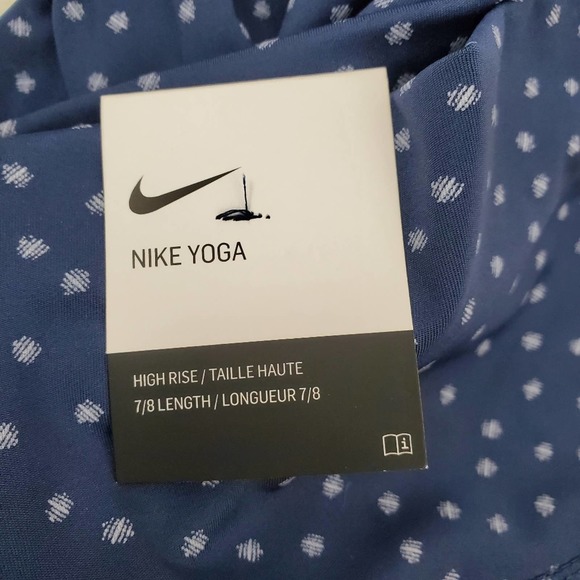 NIKE YOGA
HIGH RISE / TAILLE HAUTE
7/8 LENGTH / LONGUEUR 7/8
i